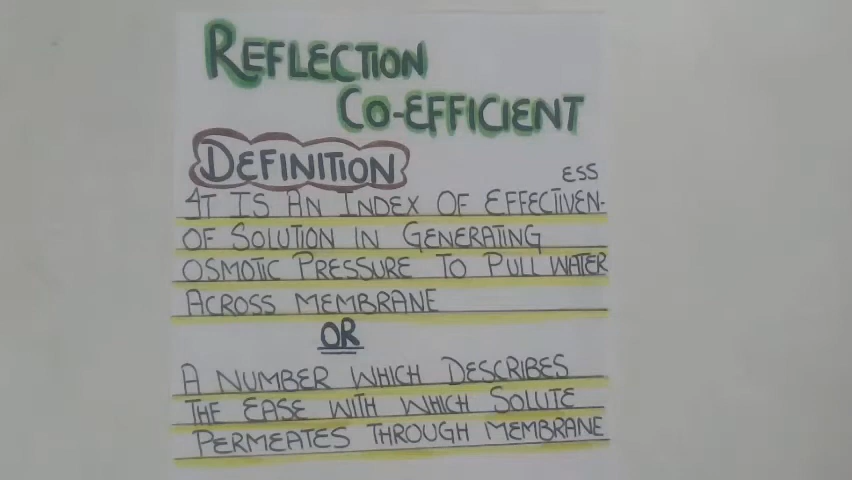 REFLECTION
CO-EFFICIENT
DEFINITION
ESS
IT IS AN INDEX OF EFFECTIVEN-
OF SOLUTION IN GENERATING
OSMOTIC PRESSURE TO PULL WATER
ACROSS MEMBRANE
OR
A NUMBER WHICH DESCRIBES
THE EASE WITH WHICH SOLUTE
PERMEATES THROUGH MEMBRANE